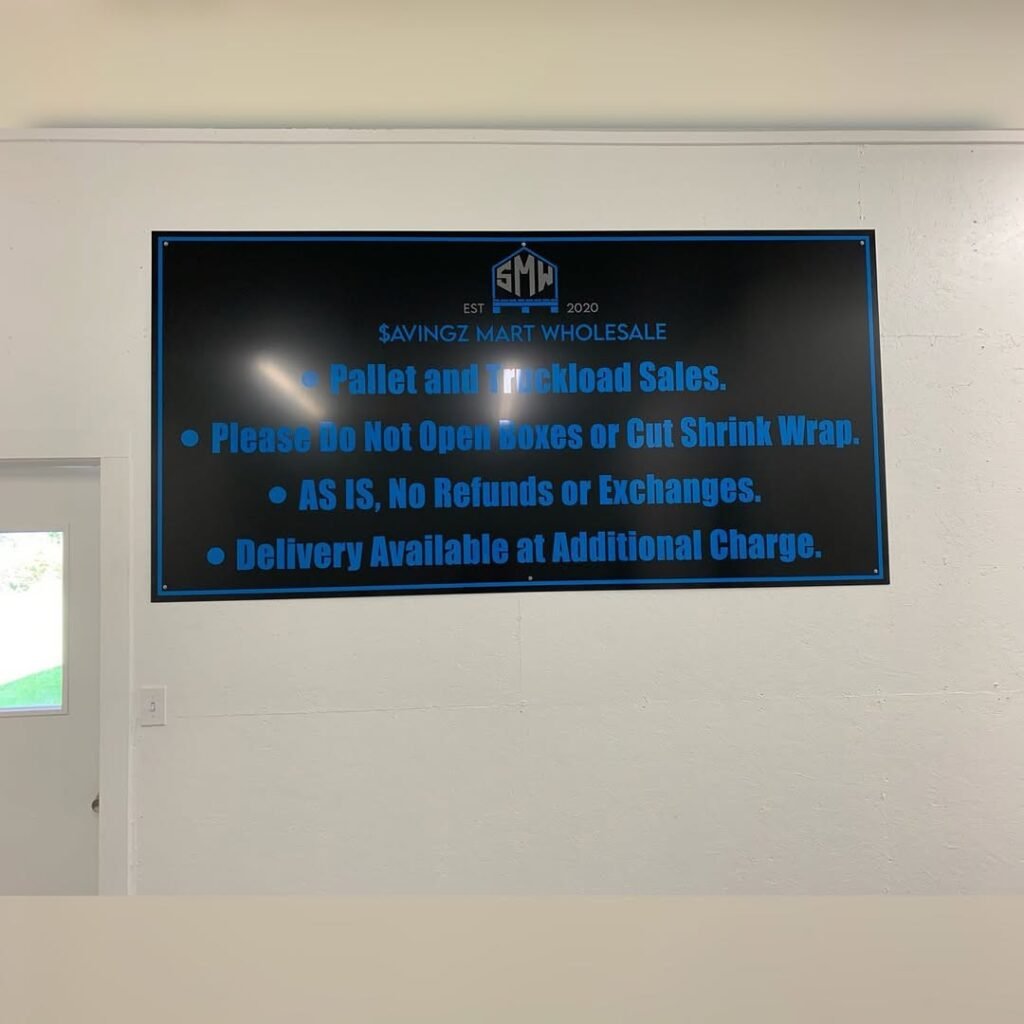 SMW
EST 2020
$AVINGZ MART WHOLESALE
• Pallet and Truckload Sales.
• Please Do Not Open Boxes or Cut Shrink Wrap.
• AS IS, No Refunds or Exchanges.
• Delivery Available at Additional Charge.